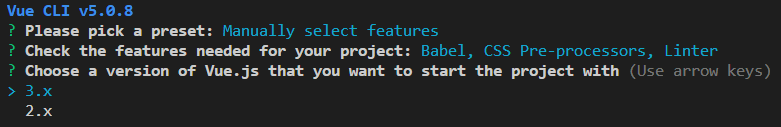 Vue CLI v5.0.8
? Please pick a preset: Manually select features
? Check the features needed for your project: Babel, CSS Pre-processors, Linter
? Choose a version of Vue.js that you want to start the project with (Use arrow keys)
> 3.x
2.x